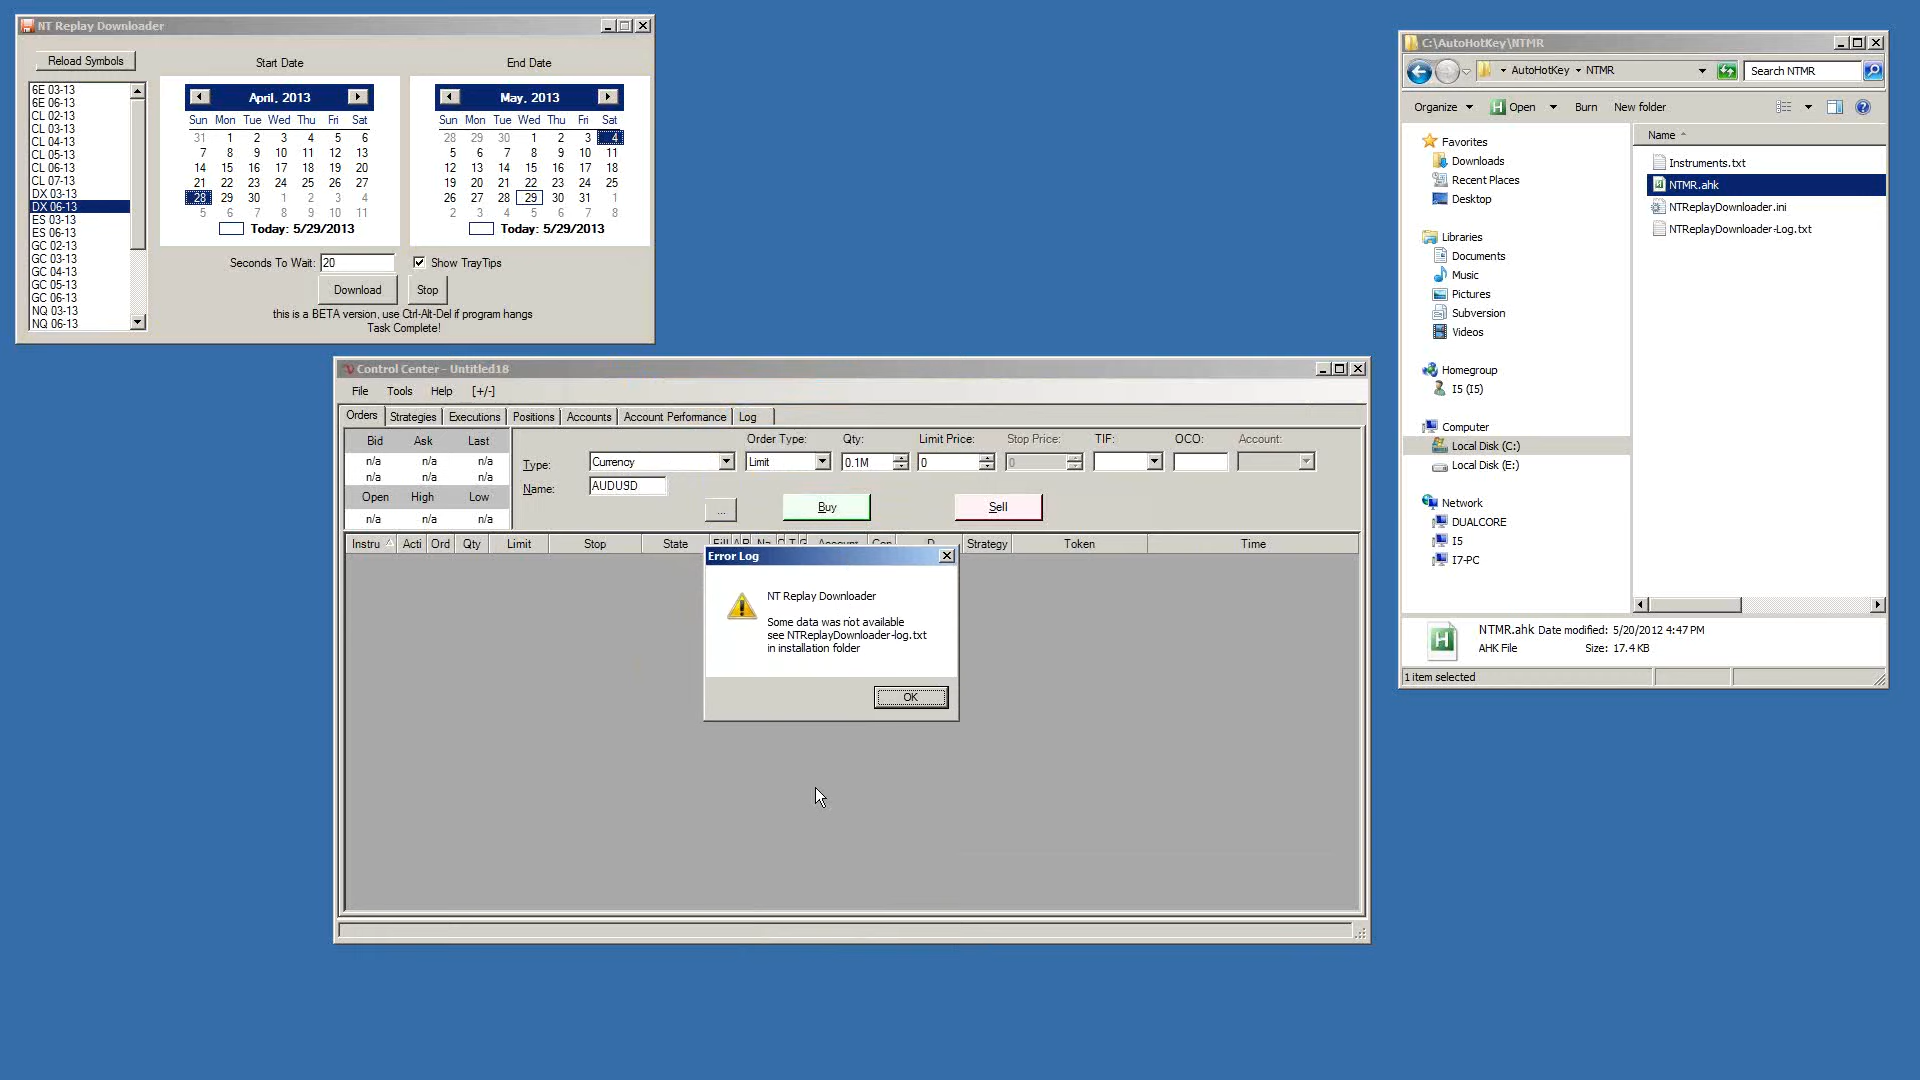 NT Replay Downloader
Reload Symbols
Start Date
End Date
6E 03-13
6E 06-13
CL 02-13
CL 03-13
CL 04-13
CL 05-13
CL 06-13
CL 07-13
DX 03-13
DX 06-13
ES 03-13
ES 06-13
GC 02-13
GC 03-13
GC 04-13
GC 05-13
GC 06-13
NQ 03-13
NQ 06-13
April, 2013
Sun Mon Tue Wed Thu Fri Sat
31 1 2 3 4 5 6
7 8 9 10 11 12 13
14 15 16 17 18 19 20
21 22 23 24 25 26 27
28 29 30 1 2 3 4
5 6 7 8 9 10 11
Today: 5/29/2013
May, 2013
Sun Mon Tue Wed Thu Fri Sat
28 29 30 1 2 3 4
5 6 7 8 9 10 11
12 13 14 15 16 17 18
19 20 21 22 23 24 25
26 27 28 29 30 31 1
2 3 4 5 6 7 8
Today: 5/29/2013
Seconds To Wait: 20
Show TrayTips
Download
Stop
this is a BETA version, use Ctrl-Alt-Del if program hangs
Task Complete!
Control Center - Untitled18
File Tools Help [+/-]
Orders Strategies Executions Positions Accounts Account Performance Log
Bid Ask Last
n/a n/a n/a
n/a n/a n/a
Open High Low
n/a n/a n/a
Order Type: Qty: Limit Price: Stop Price: TIF: OCO: Account:
Type: Currency Limit 0.1M 0 0
Name: AUDUSD
...
Buy
Sell
Instru Acti Ord Qty Limit Stop State Strategy Token Time
Error Log
NT Replay Downloader
Some data was not available
see NTReplayDownloader-log.txt
in installation folder
OK
C:\AutoHotKey\NTMR
AutoHotKey NTMR
Search NTMR
Organize Open Burn New folder
Favorites
Downloads
Recent Places
Desktop
Libraries
Documents
Music
Pictures
Subversion
Videos
Homegroup
I5 (I5)
Computer
Local Disk (C:)
Local Disk (E:)
Network
DUALCORE
I5
I7-PC
Name
Instruments.txt
NTMR.ahk
NTReplayDownloader.ini
NTReplayDownloader-Log.txt
NTMR.ahk Date modified: 5/20/2012 4:47 PM
AHK File Size: 17.4 KB
1 item selected